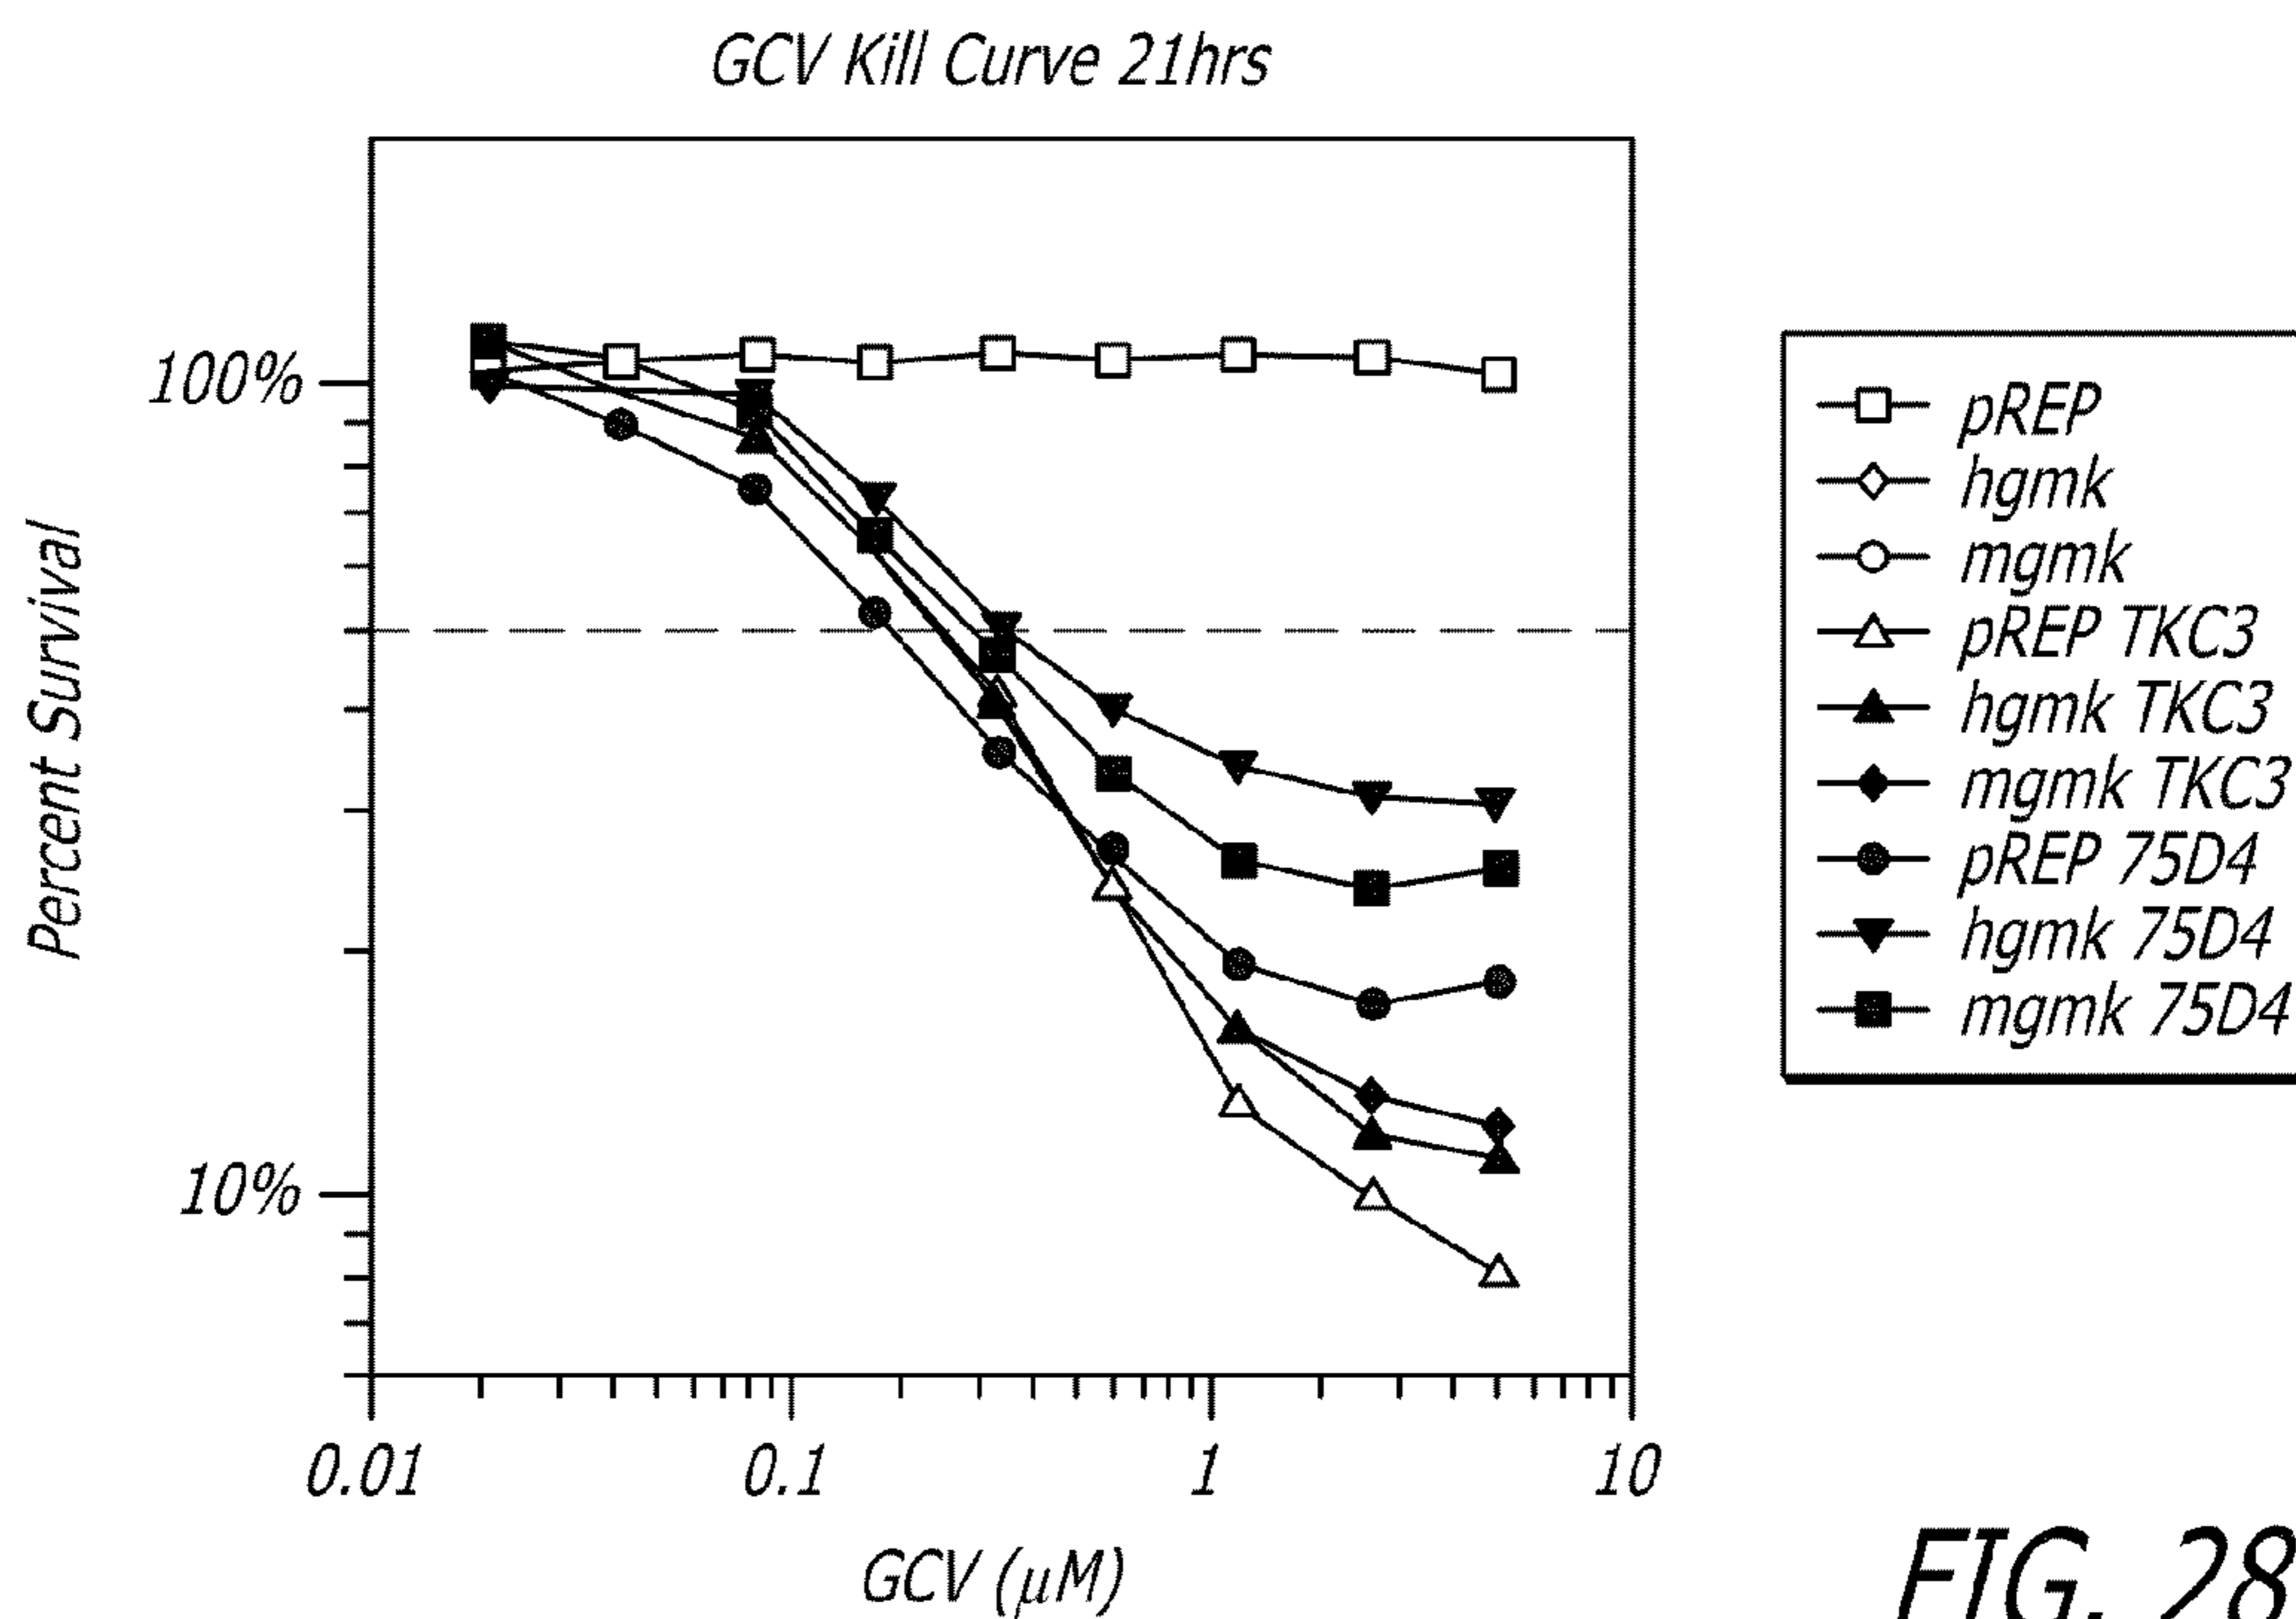 GCV Kill Curve 21hrs
Percent Survival
100%
10%
0.01
0.1
1
10
GCV (μM)
pREP
hgmk
mgmk
pREP TKC3
hgmk TKC3
mgmk TKC3
pREP 75D4
hgmk 75D4
mgmk 75D4
FIG. 28